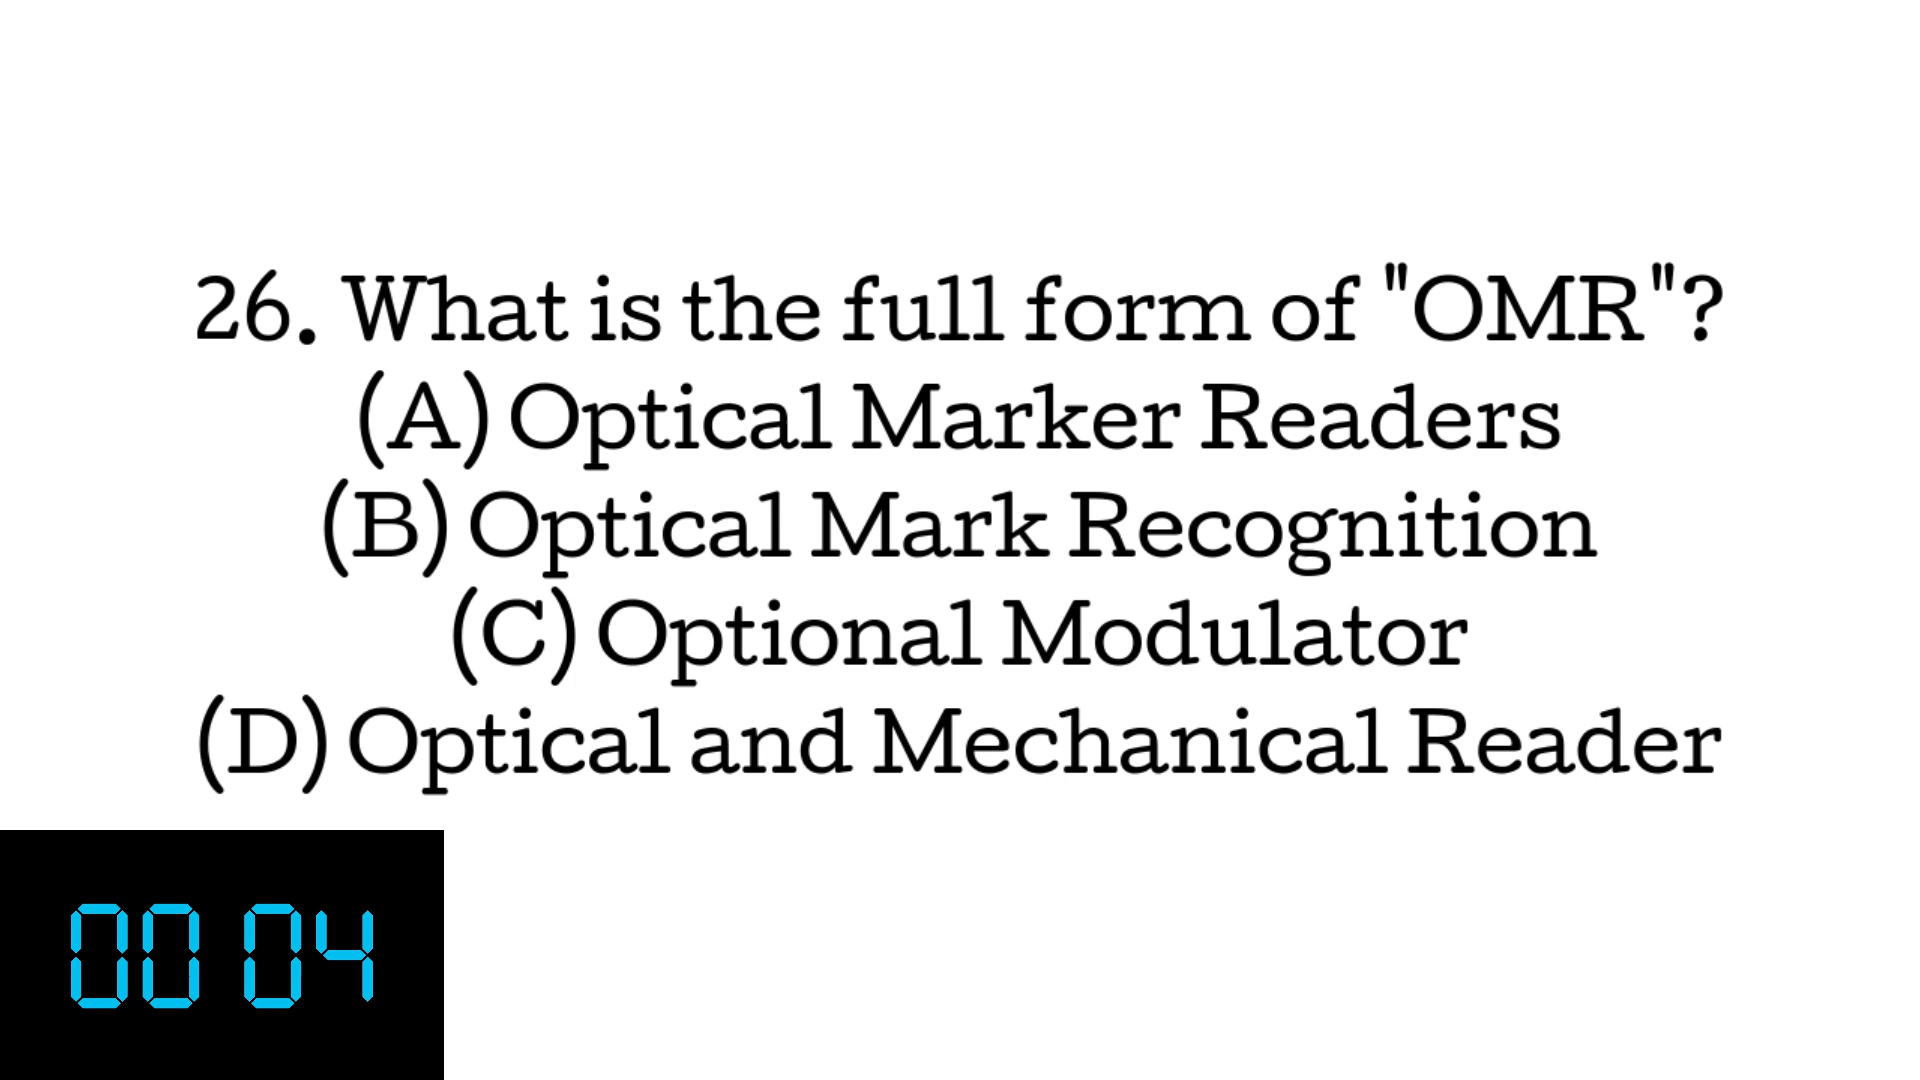 26. What is the full form of "OMR"?
(A) Optical Marker Readers
(B) Optical Mark Recognition
(C) Optional Modulator
(D) Optical and Mechanical Reader
00 04